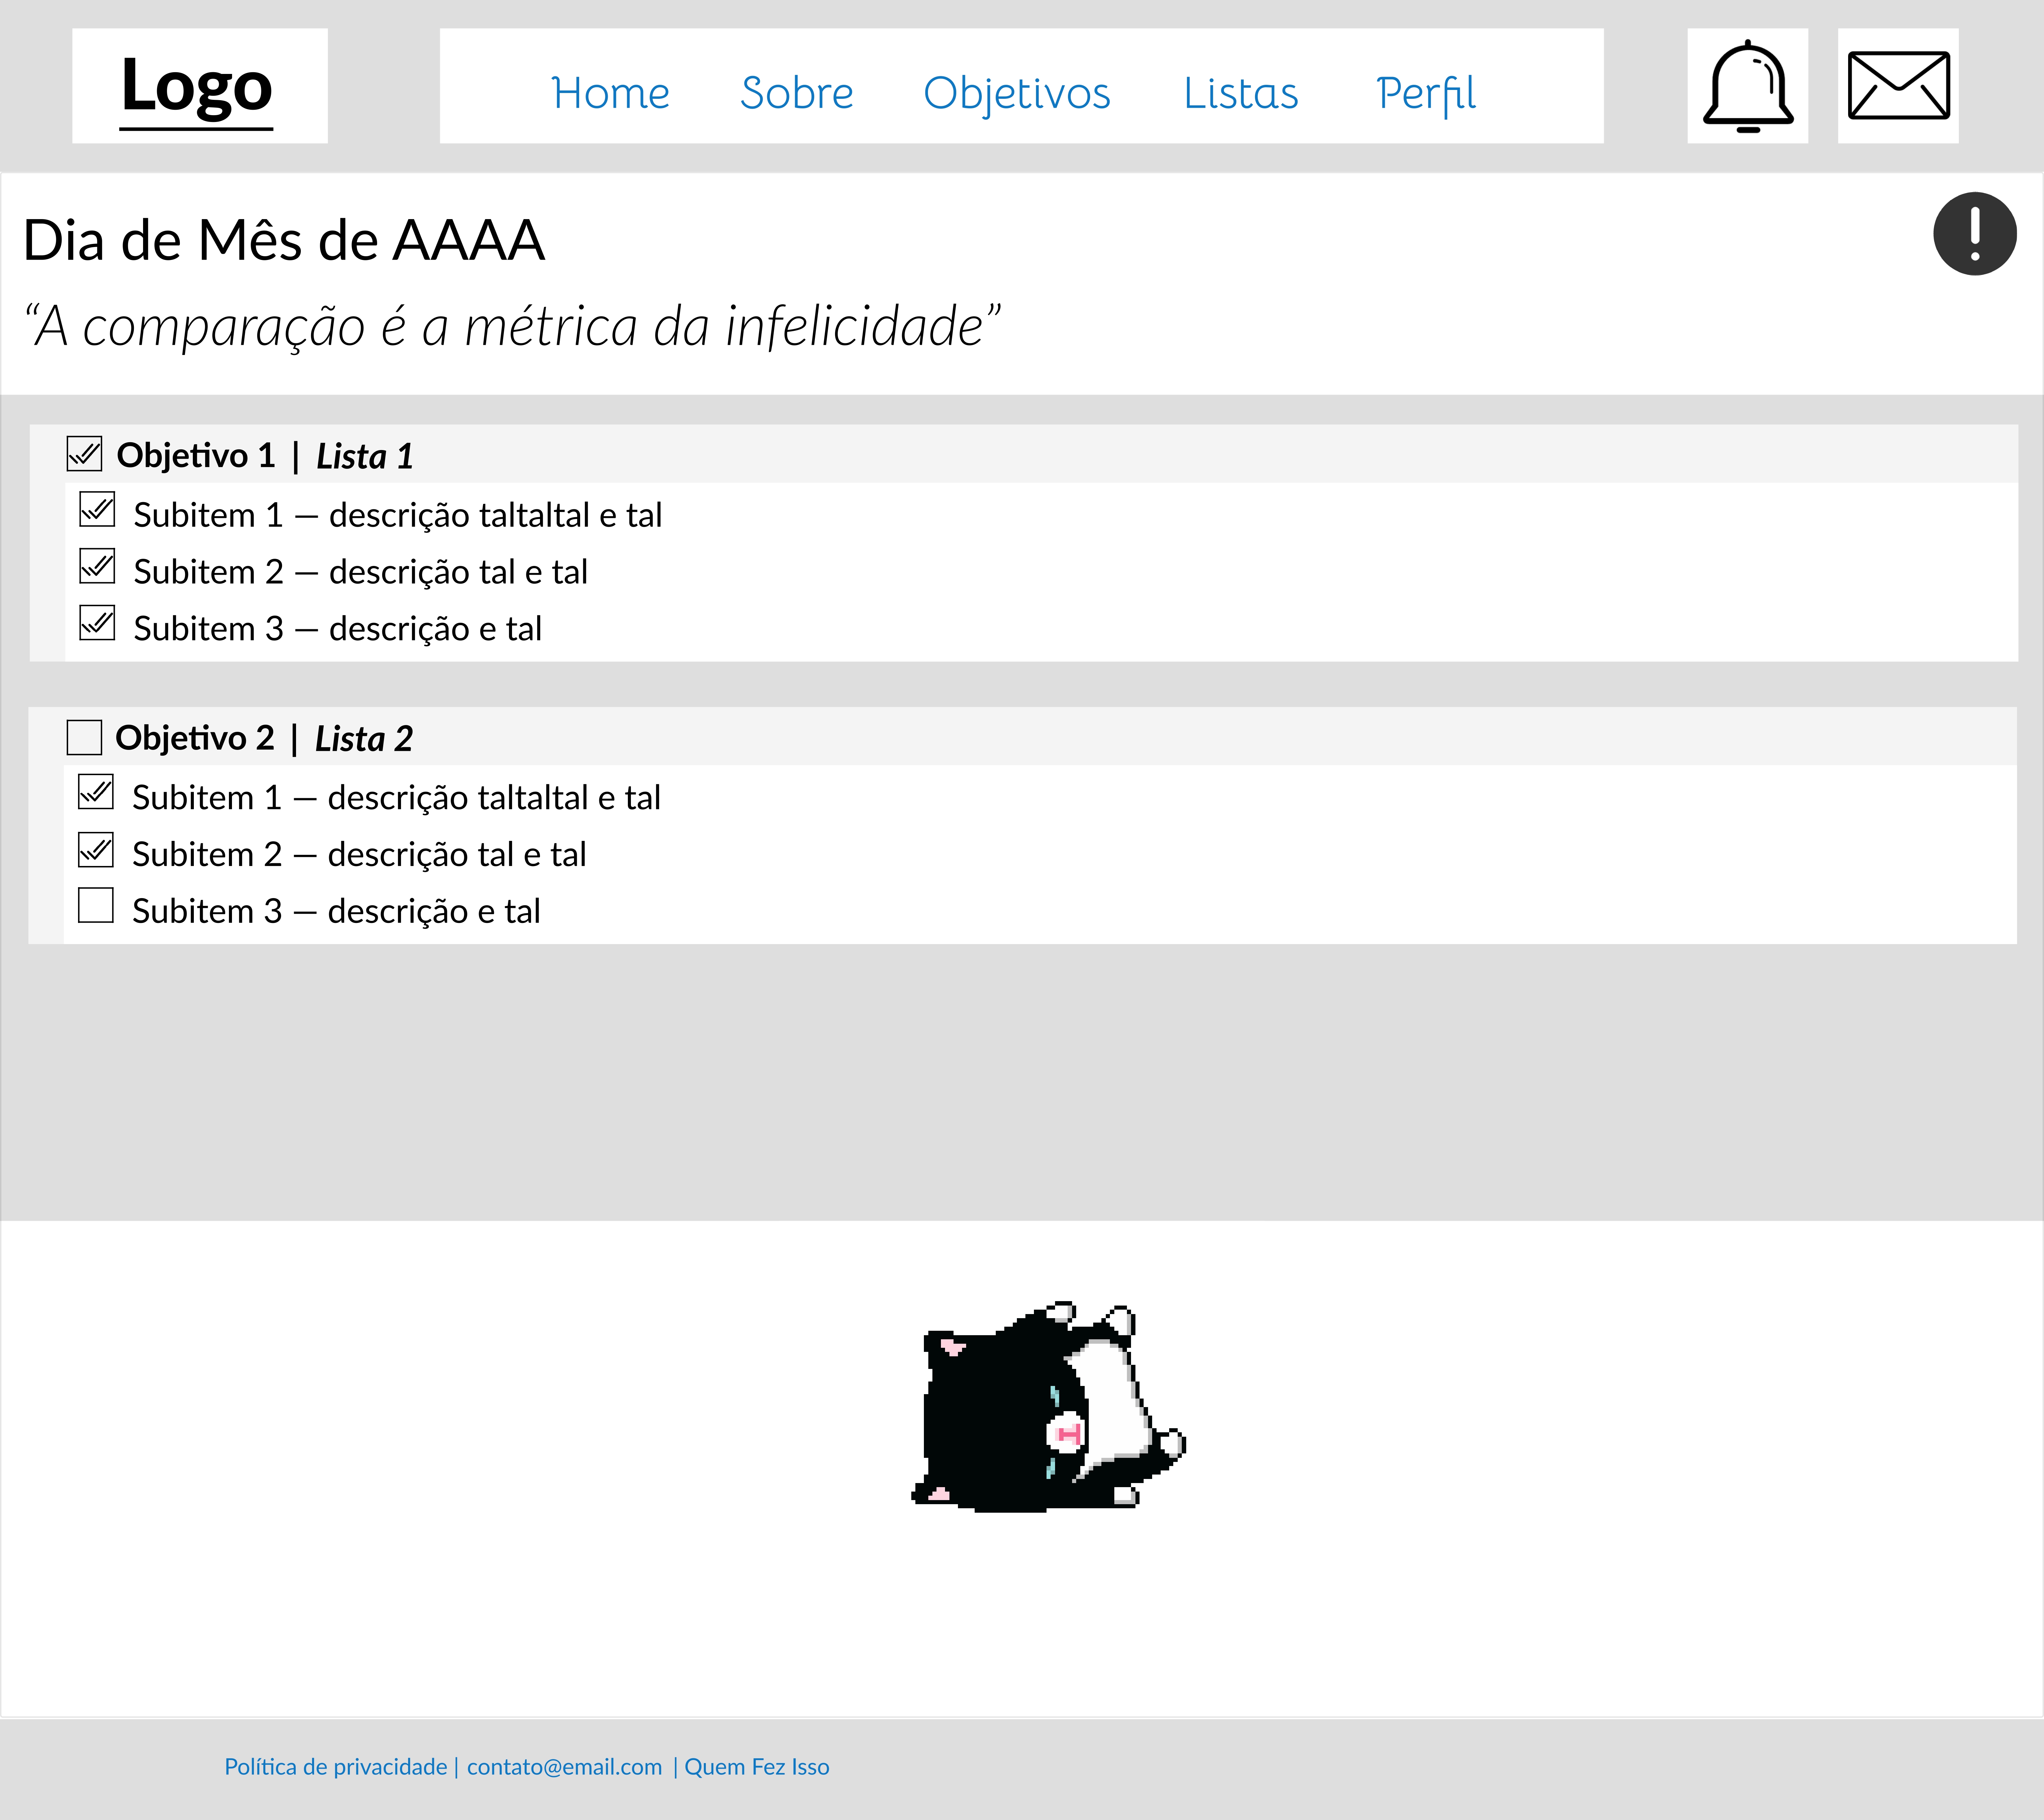 Logo
Home Sobre Objetivos Listas Perfil
Dia de Mês de AAAA
“A comparação é a métrica da infelicidade”
Objetivo 1 | Lista 1
Subitem 1 — descrição taltaltal e tal
Subitem 2 — descrição tal e tal
Subitem 3 — descrição e tal
Objetivo 2 | Lista 2
Subitem 1 — descrição taltaltal e tal
Subitem 2 — descrição tal e tal
Subitem 3 — descrição e tal
Política de privacidade | contato@email.com | Quem Fez Isso